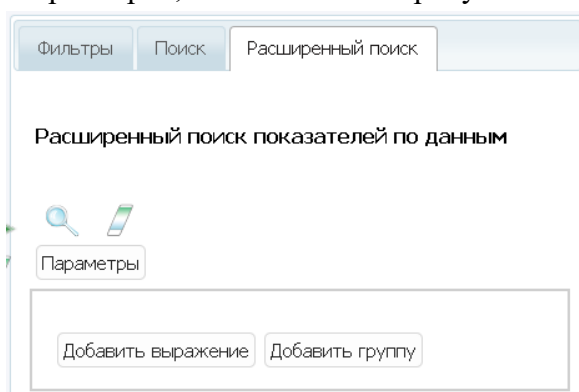 Фильтры Поиск Расширенный поиск
Расширенный поиск показателей по данным
Параметры
Добавить выражение Добавить группу